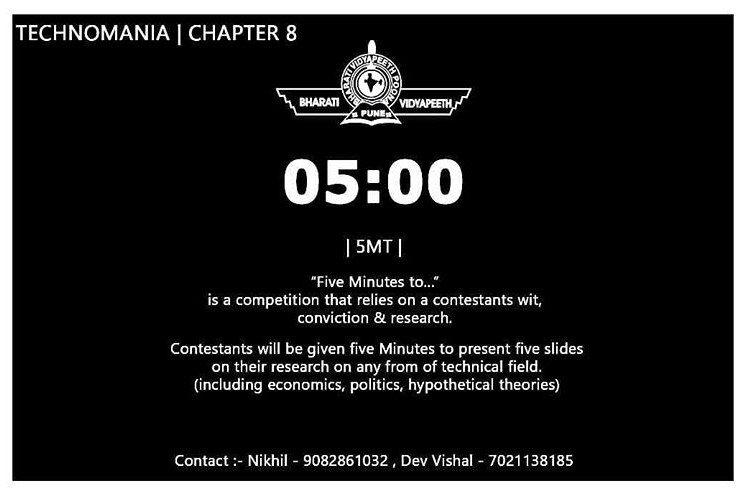 TECHNOMANIA | CHAPTER 8
BHARATI VIDYAPEETH POONA
BHARATI VIDYAPEETH
PUNE
05:00
| 5MT |
“Five Minutes to...“
is a competition that relies on a contestants wit,
conviction & research.
Contestants will be given five Minutes to present five slides
on their research on any from of technical field.
(including economics, politics, hypothetical theories)
Contact :- Nikhil - 9082861032 , Dev Vishal - 7021138185